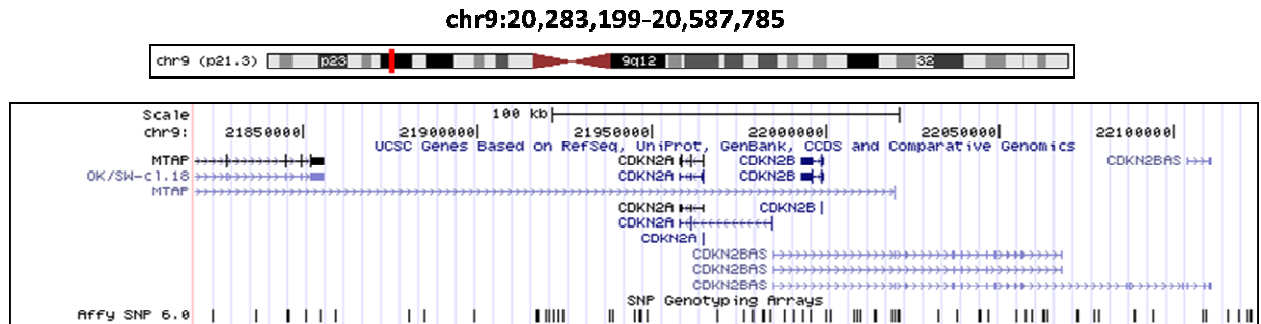 chr9:20,283,199-20,587,785
chr9 (p21.3) p23 9q12 32
Scale 100 kb
chr9: 21850000 21900000 21950000 22000000 22050000 22100000
UCSC Genes Based on RefSeq, UniProt, GenBank, CCDS and Comparative Genomics
MTAP CDKN2A CDKN2B CDKN2BAS
OK/SW-cl.18 CDKN2A CDKN2B
MTAP
CDKN2A CDKN2B
CDKN2A
CDKN2A
CDKN2BAS
CDKN2BAS
CDKN2BAS
SNP Genotyping Arrays
Affy SNP 6.0